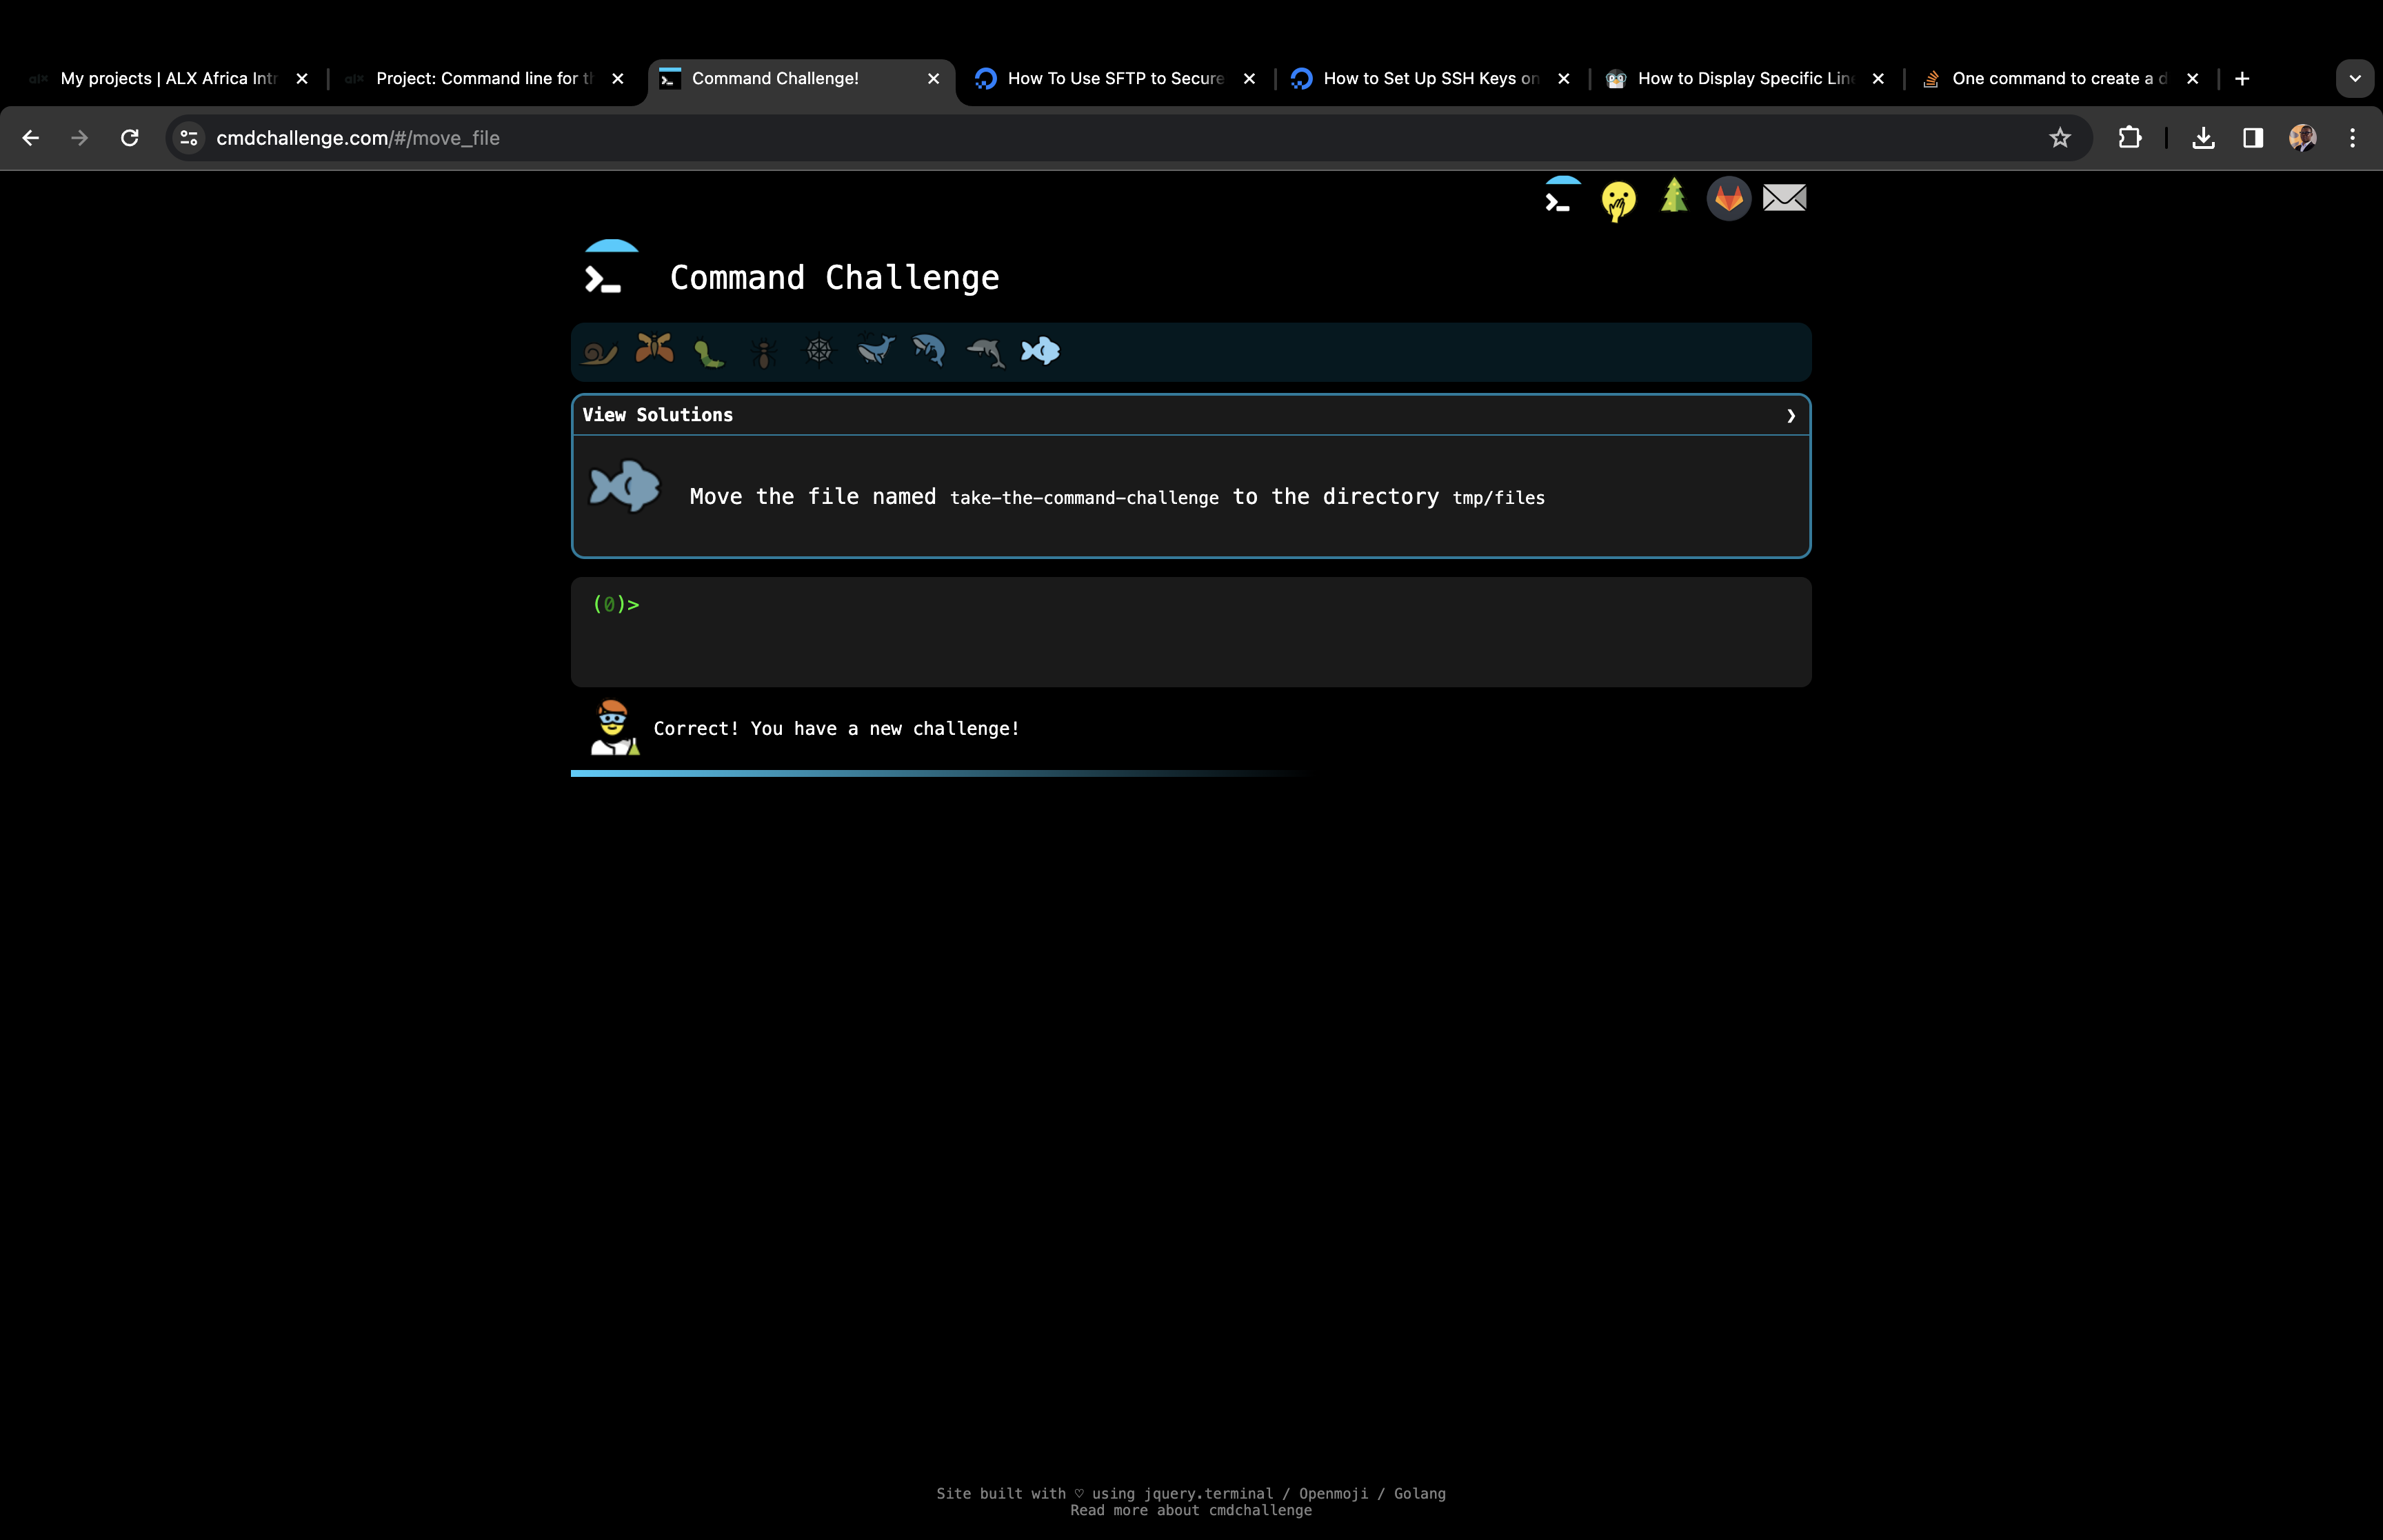 My projects | ALX Africa Intr
Project: Command line for th
Command Challenge!
How To Use SFTP to Secure
How to Set Up SSH Keys on
How to Display Specific Line
One command to create a d
cmdchallenge.com/#/move_file
Command Challenge
View Solutions
Move the file named take-the-command-challenge to the directory tmp/files
(0)>
Correct! You have a new challenge!
Site built with ♡ using jquery.terminal / Openmoji / Golang
Read more about cmdchallenge